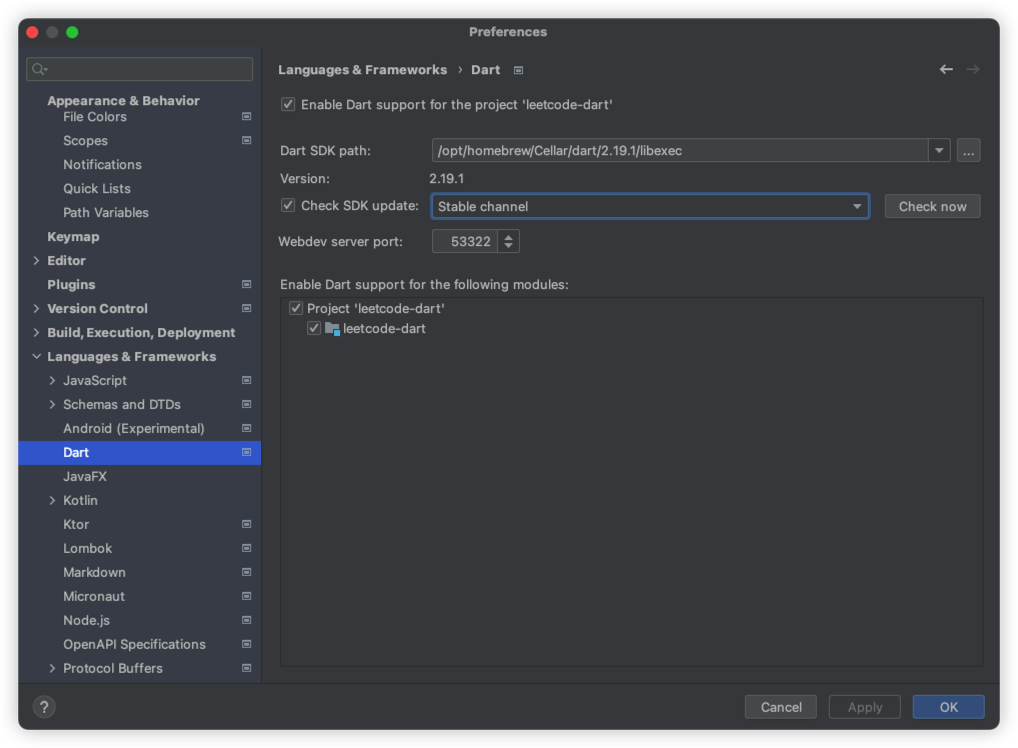 Preferences
Appearance & Behavior
File Colors
Scopes
Notifications
Quick Lists
Path Variables
Keymap
Editor
Plugins
Version Control
Build, Execution, Deployment
Languages & Frameworks
JavaScript
Schemas and DTDs
Android (Experimental)
Dart
JavaFX
Kotlin
Ktor
Lombok
Markdown
Micronaut
Node.js
OpenAPI Specifications
Protocol Buffers
Languages & Frameworks › Dart
Enable Dart support for the project 'leetcode-dart'
Dart SDK path: /opt/homebrew/Cellar/dart/2.19.1/libexec ...
Version: 2.19.1
Check SDK update: Stable channel Check now
Webdev server port: 53322
Enable Dart support for the following modules:
Project 'leetcode-dart'
leetcode-dart
? Cancel Apply OK